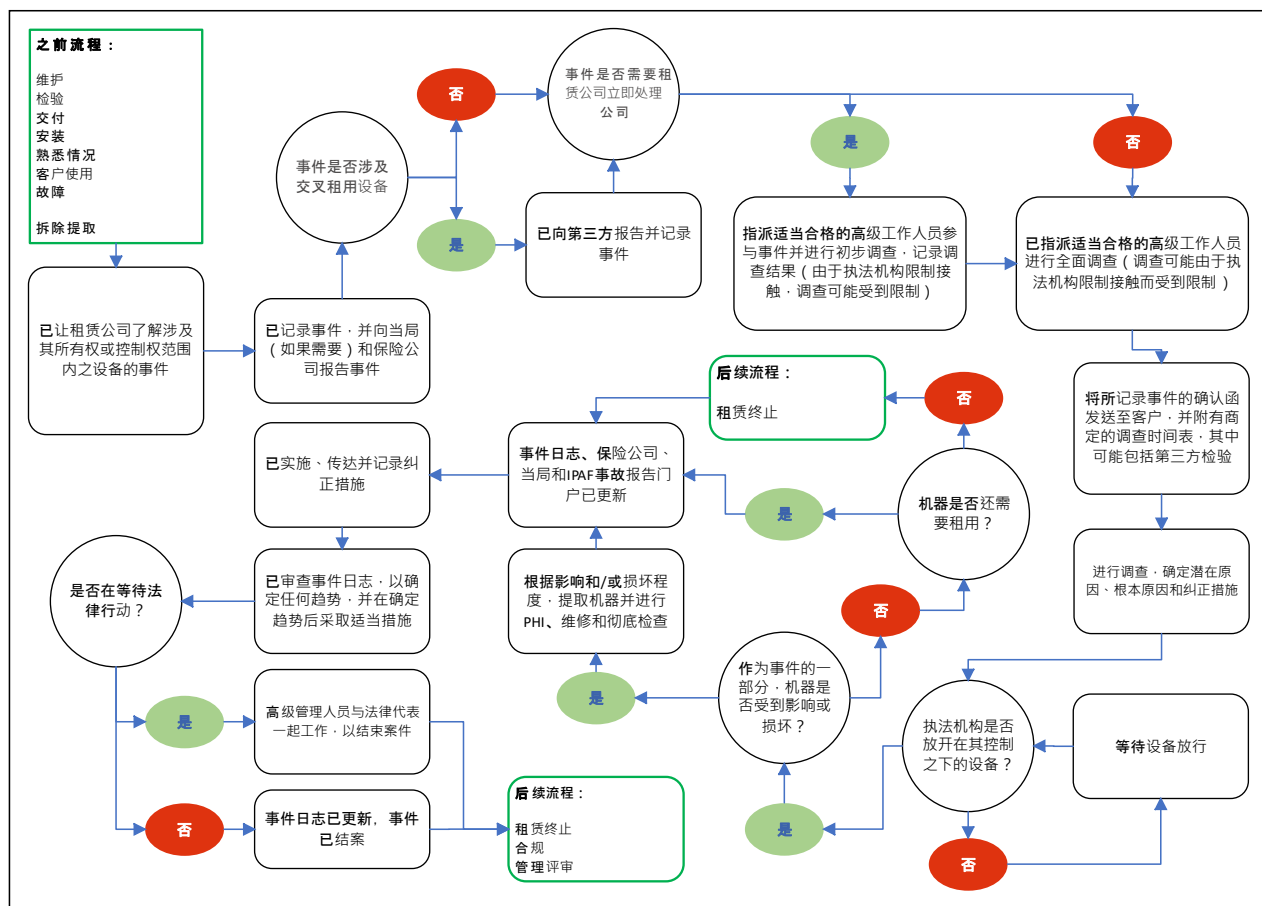 之前流程：
维护
检验
交付
安装
熟悉情况
客户使用
故障
拆除提取
已让租赁公司了解涉及
其所有权或控制权范围
内之设备的事件
已记录事件，并向当局
（如果需要）和保险公
司报告事件
事件是否涉及
交叉租用设备
否
是
事件是否需要租
赁公司立即处理
公司
已向第三方报告并记录
事件
是
否
指派适当合格的高级工作人员参
与事件并进行初步调查，记录调
查结果（由于执法机构限制接
触，调查可能受到限制）
已指派适当合格的高级工作人员
进行全面调查（调查可能由于执
法机构限制接触而受到限制）
将所记录事件的确认函
发送至客户，并附有商
定的调查时间表，其中
可能包括第三方检验
进行调查，确定潜在原
因、根本原因和纠正措施
执法机构是否
放开在其控制
之下的设备？
等待设备放行
否
是
作为事件的一
部分，机器是
否受到影响或
损坏？
否
是
机器是否还需
要租用？
否
是
后续流程：
租赁终止
根据影响和/或损坏程
度，提取机器并进行
PHI、维修和彻底检查
事件日志、保险公司、
当局和IPAF事故报告门
户已更新
已实施、传达并记录纠
正措施
已审查事件日志，以确
定任何趋势，并在确定
趋势后采取适当措施
是否在等待法
律行动？
是
高级管理人员与法律代表
一起工作，以结束案件
否
事件日志已更新，事件
已结案
后续流程：
租赁终止
合规
管理评审